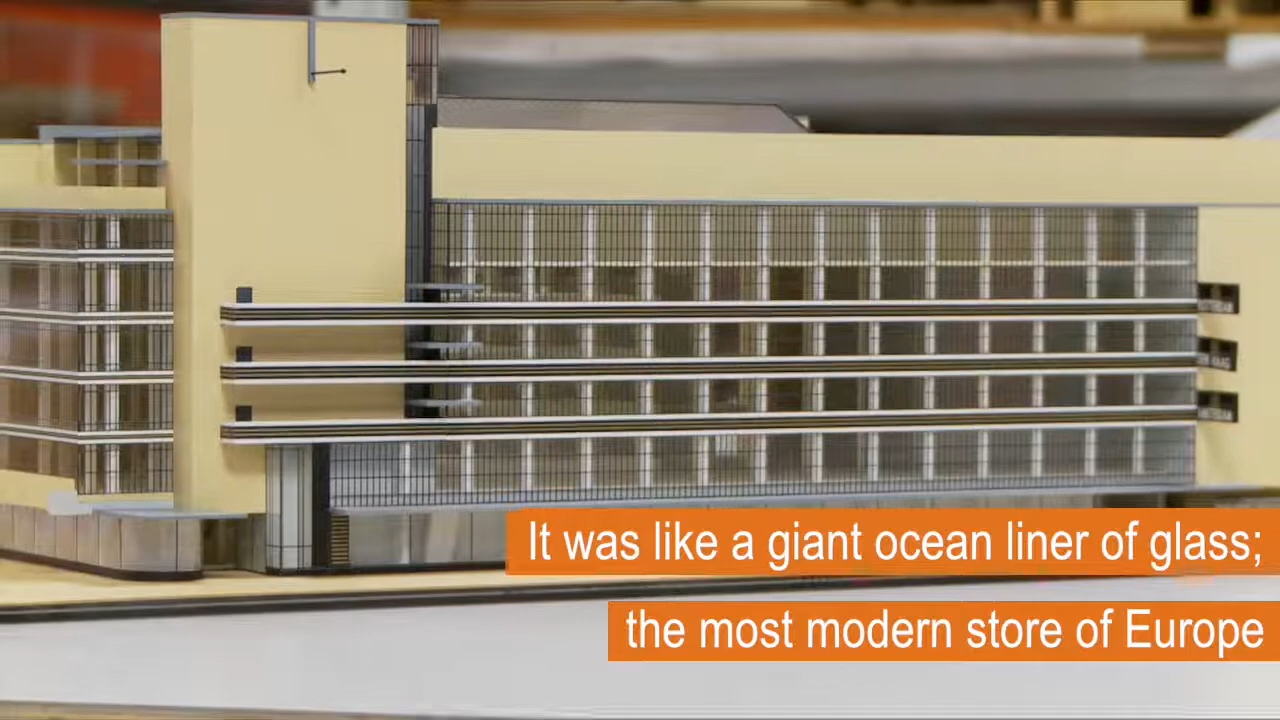 It was like a giant ocean liner of glass;
the most modern store of Europe